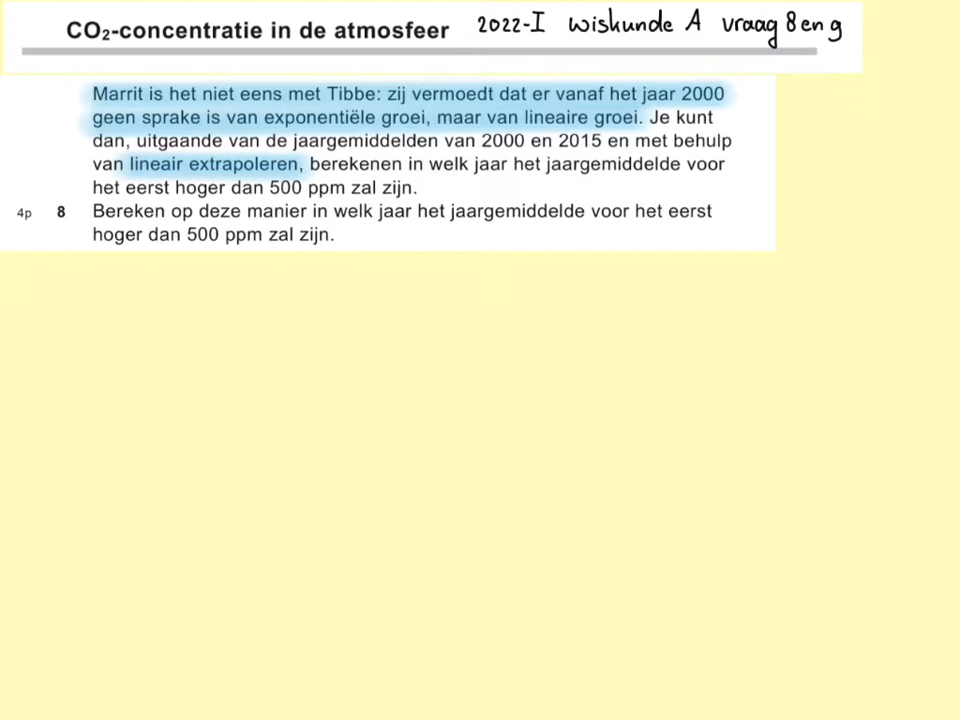 CO₂-concentratie in de atmosfeer 2022-I wiskunde A vraag 8 en 9
Marrit is het niet eens met Tibbe: zij vermoedt dat er vanaf het jaar 2000
geen sprake is van exponentiële groei, maar van lineaire groei. Je kunt
dan, uitgaande van de jaargemiddelden van 2000 en 2015 en met behulp
van lineair extrapoleren, berekenen in welk jaar het jaargemiddelde voor
het eerst hoger dan 500 ppm zal zijn.
4p 8 Bereken op deze manier in welk jaar het jaargemiddelde voor het eerst
hoger dan 500 ppm zal zijn.